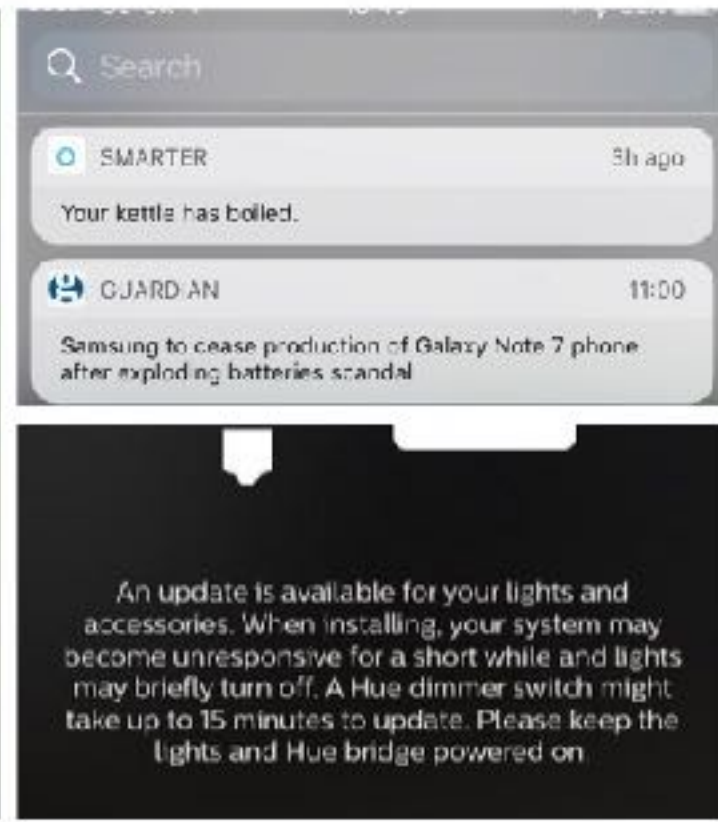 Search
SMARTER
Your kettle has boiled.
GUARDIAN
11:00
Samsung to cease production of Galaxy Note 7 phone
after exploding batteries scandal
An update is available for your lights and
accessories. When installing, your system may
become unresponsive for a short while and lights
may briefly turn off. A Hue dimmer switch might
take up to 15 minutes to update. Please keep the
lights and Hue bridge powered on